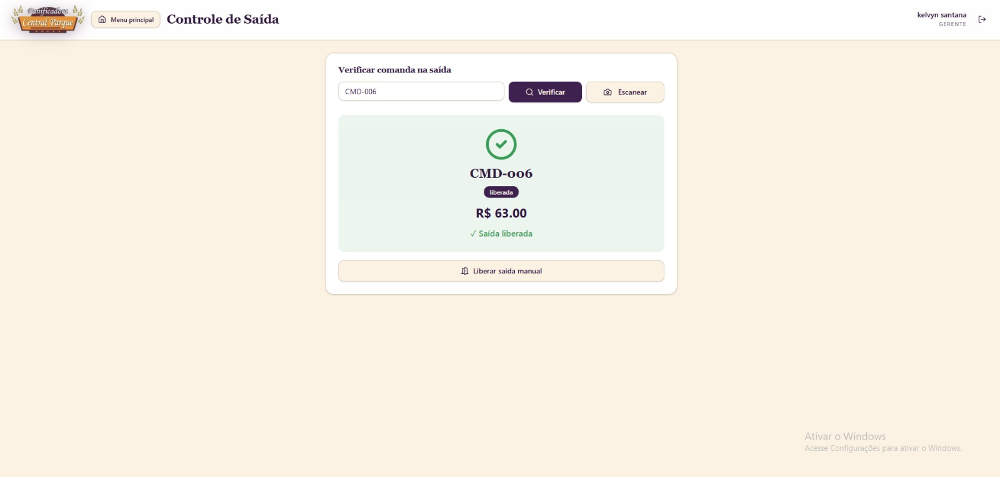 Panificadora
Central Parque
Menu principal
Controle de Saída
kelvyn santana
GERENTE
Verificar comanda na saída
CMD-006
Verificar
Escanear
CMD-006
liberada
R$ 63.00
✓ Saída liberada
Liberar saída manual
Ativar o Windows
Acesse Configurações para ativar o Windows.